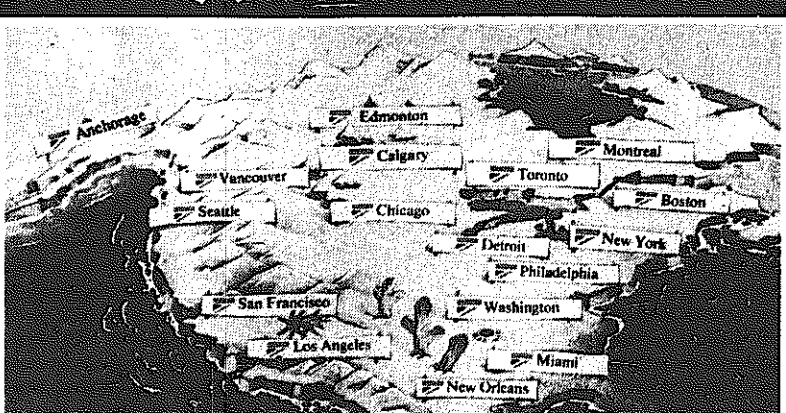 Anchorage
Edmonton
Calgary
Montreal
Vancouver
Toronto
Boston
Seattle
Chicago
Detroit
New York
Philadelphia
San Francisco
Washington
Los Angeles
Miami
New Orleans